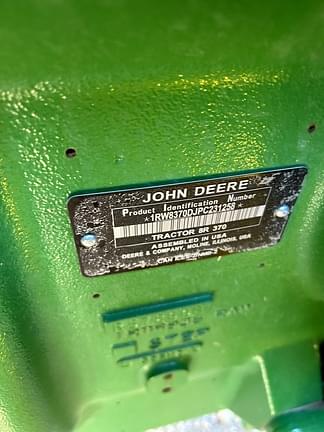 JOHN DEERE
Product Identification Number
*1RW8370DJPC231258*
TRACTOR 8R 370
ASSEMBLED IN USA
DEERE & COMPANY, MOLINE, ILLINOIS, USA